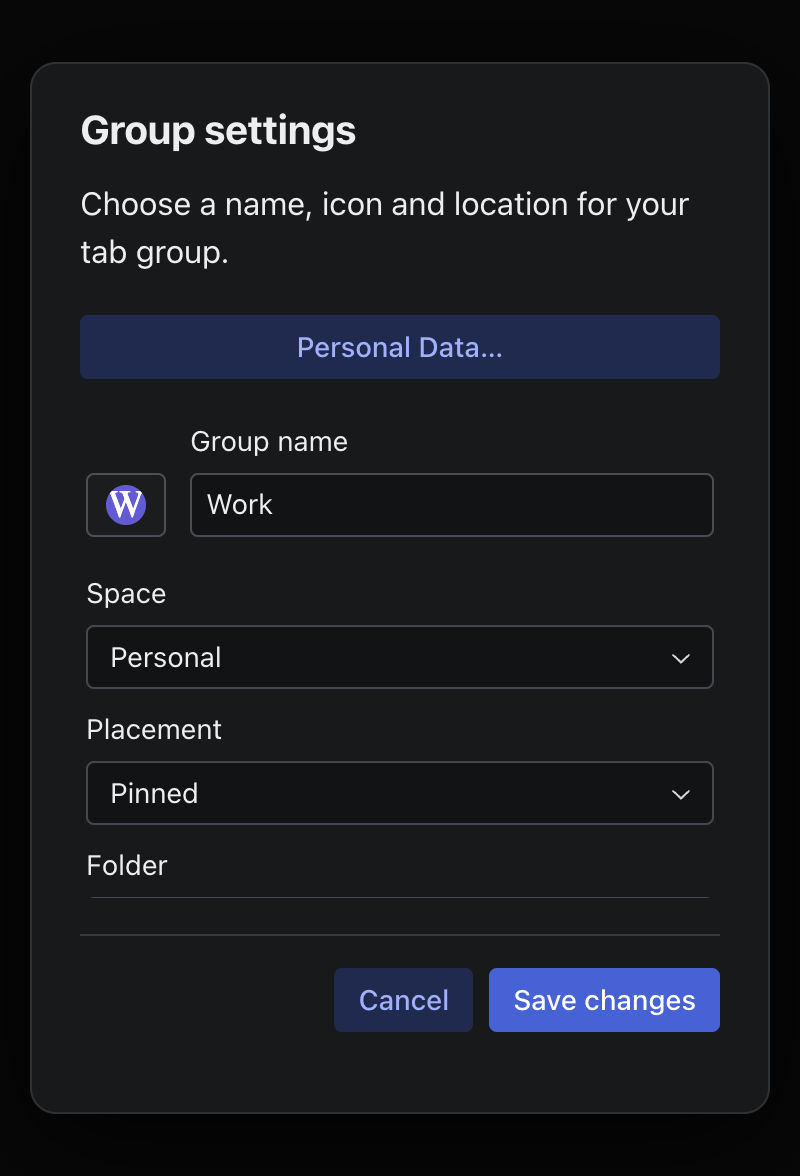 Group settings
Choose a name, icon and location for your
tab group.
Personal Data...
Group name
W
Work
Space
Personal
Placement
Pinned
Folder
Cancel
Save changes